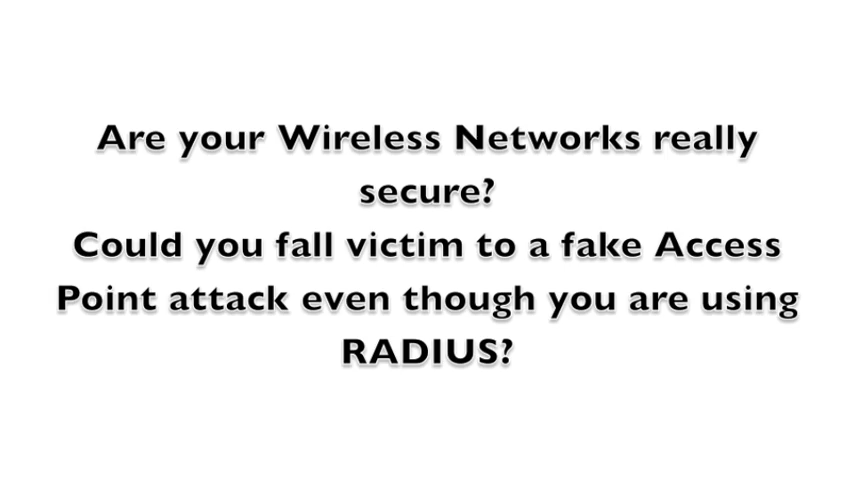 Are your Wireless Networks really
secure?
Could you fall victim to a fake Access
Point attack even though you are using
RADIUS?